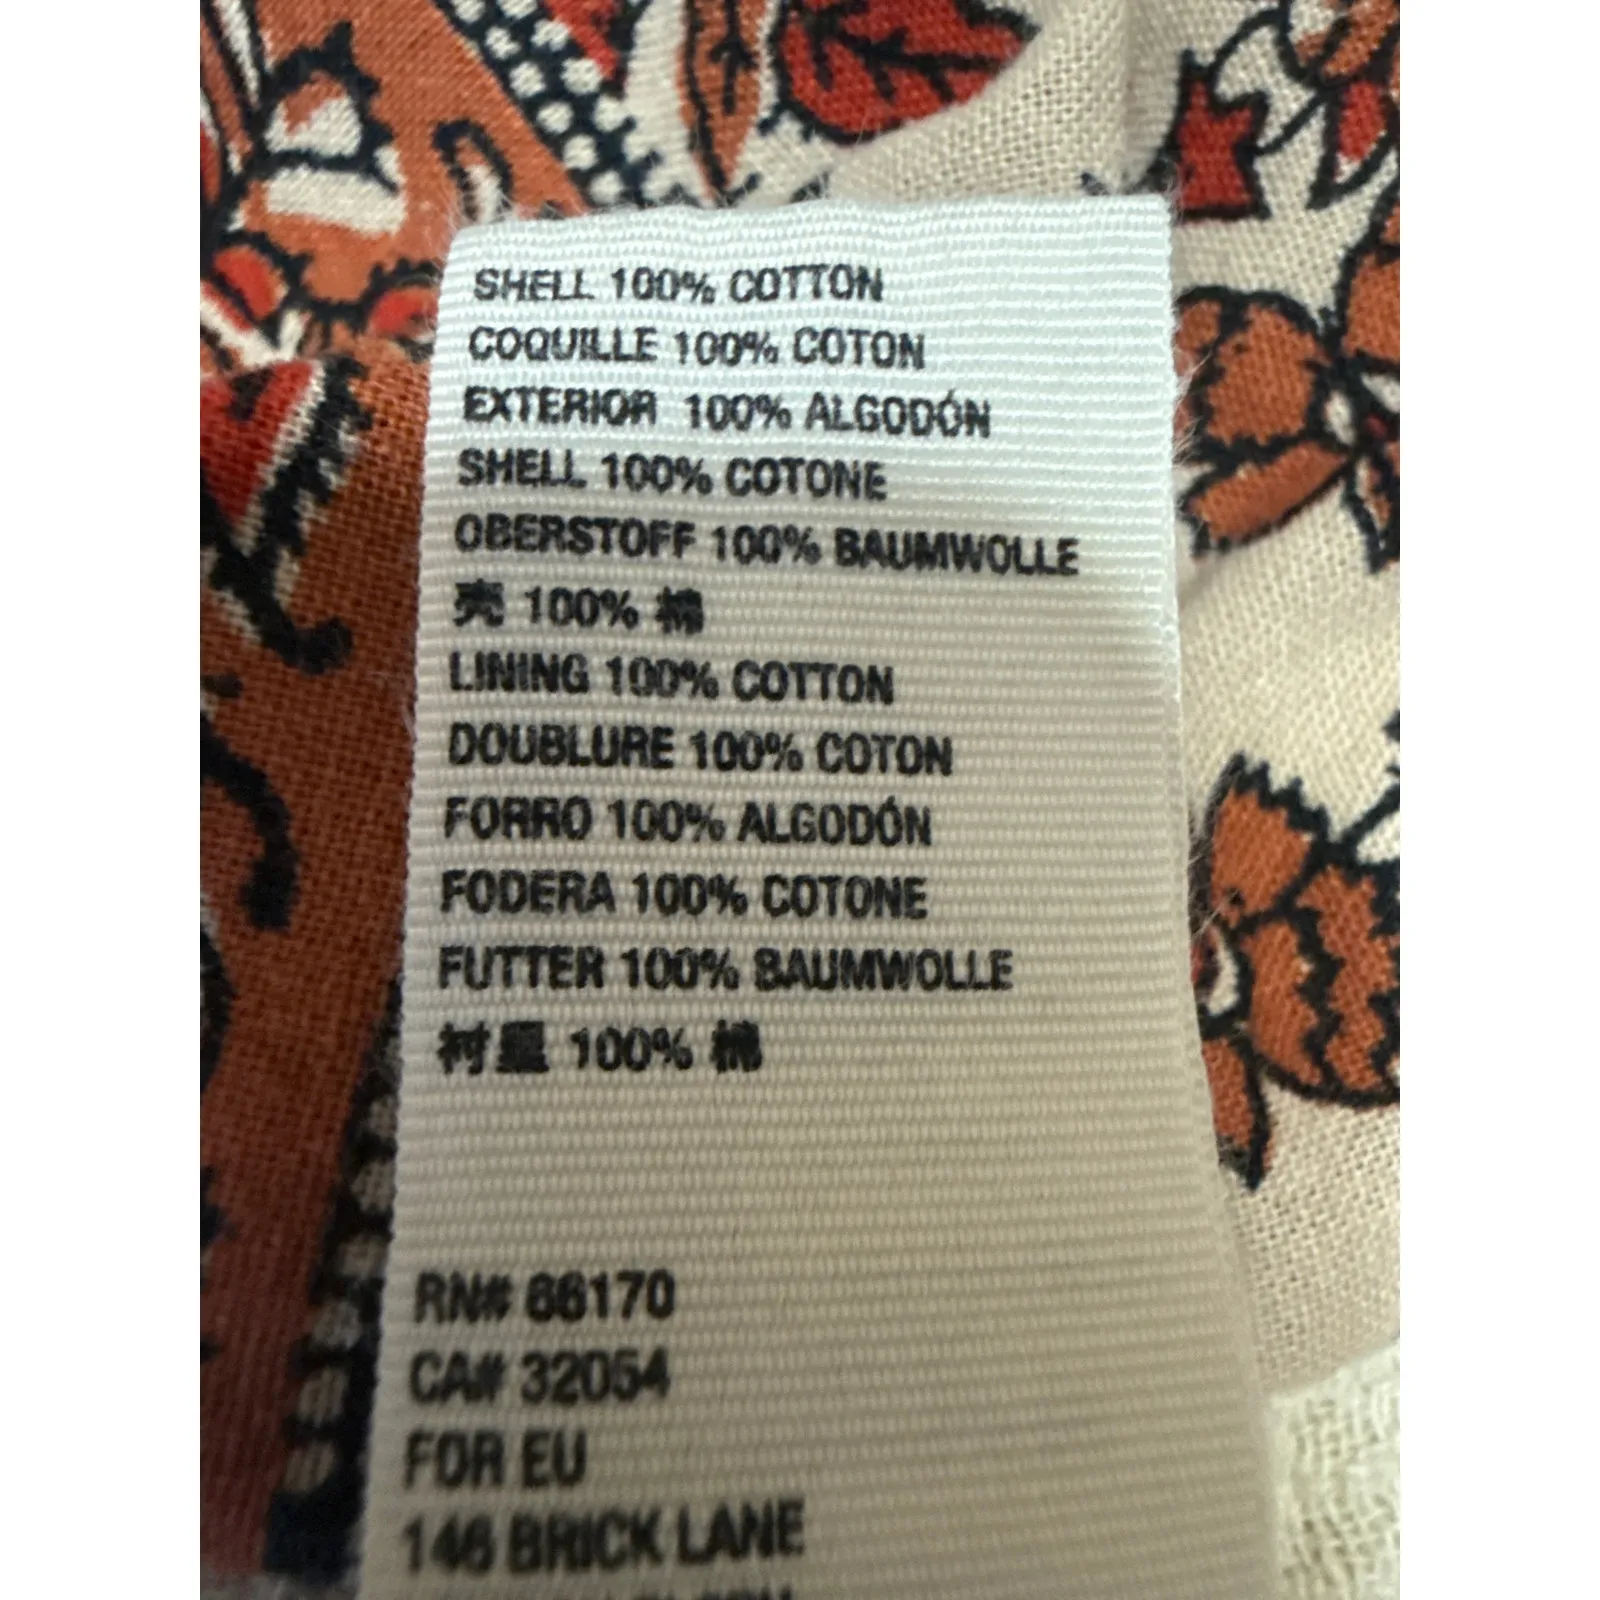 SHELL 100% COTTON
COQUILLE 100% COTON
EXTERIOR 100% ALGODÓN
SHELL 100% COTONE
OBERSTOFF 100% BAUMWOLLE
壳 100% 棉
LINING 100% COTTON
DOUBLURE 100% COTON
FORRO 100% ALGODÓN
FODERA 100% COTONE
FUTTER 100% BAUMWOLLE
衬里 100% 棉
RN# 66170
CA# 32054
FOR EU
146 BRICK LANE